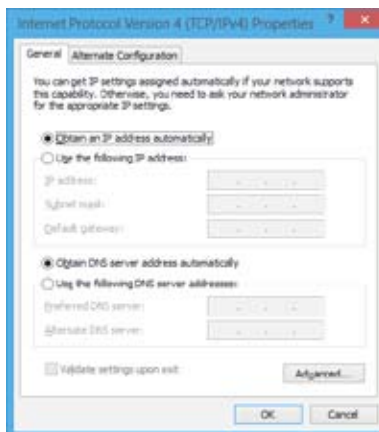 Internet Protocol Version 4 (TCP/IPv4) Properties
General
Alternate Configuration
You can get IP settings assigned automatically if your network supports
this capability. Otherwise, you need to ask your network administrator
for the appropriate IP settings.
Obtain an IP address automatically
Use the following IP address:
IP address:
Subnet mask:
Default gateway:
Obtain DNS server address automatically
Use the following DNS server addresses:
Preferred DNS server:
Alternate DNS server:
Validate settings upon exit
Advanced...
OK
Cancel